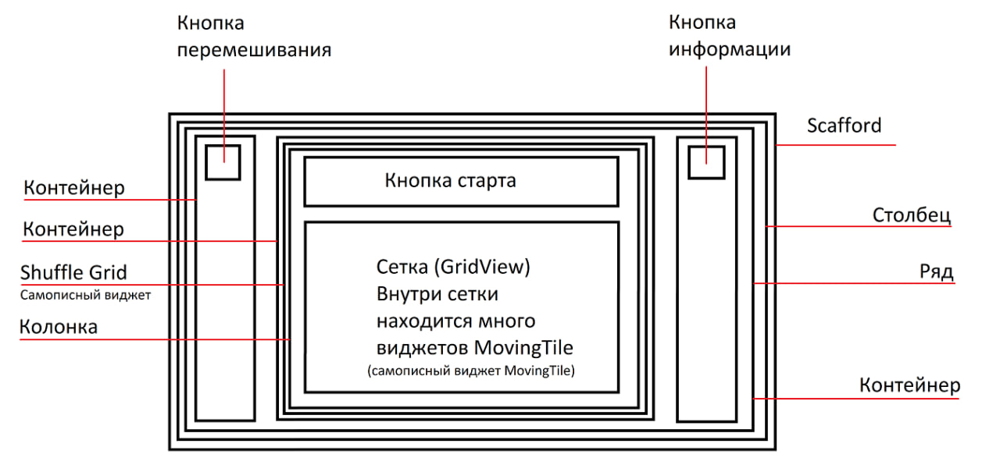 Кнопка
перемешивания
Кнопка
информации
Scafford
Кнопка старта
Контейнер
Столбец
Контейнер
Сетка (GridView)
Внутри сетки
находится много
виджетов MovingTile
(самописный виджет MovingTile)
Shuffle Grid
Самописный виджет
Ряд
Колонка
Контейнер